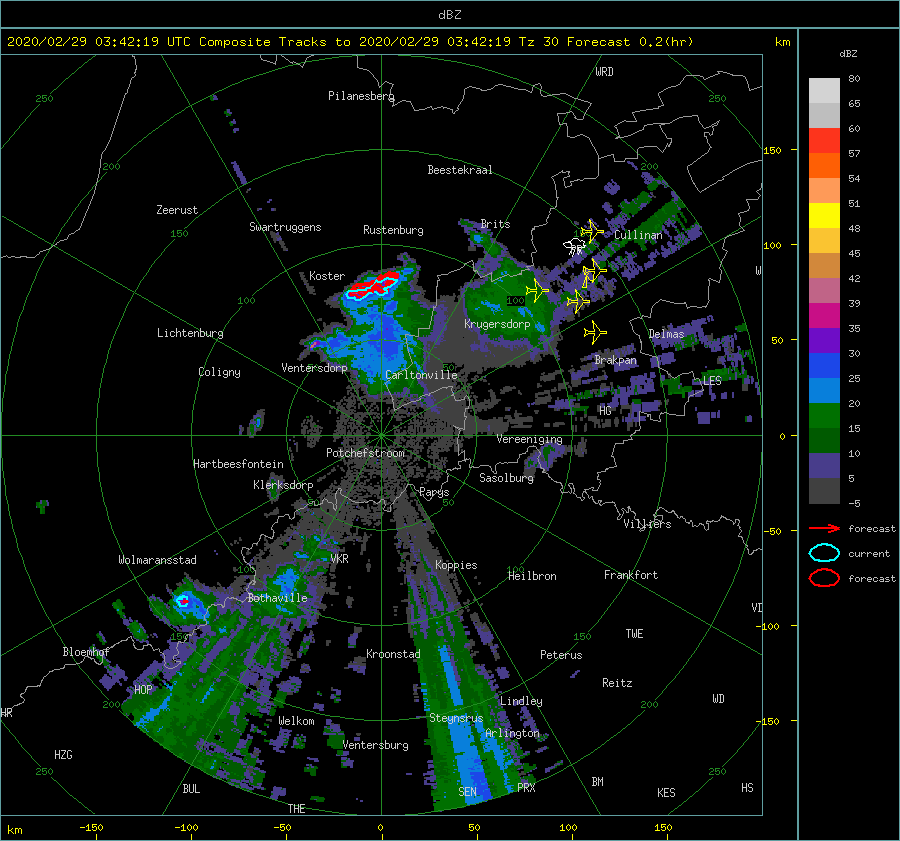 dBZ
2020/02/29 03:42:19 UTC Composite Tracks to 2020/02/29 03:42:19 Tz 30 Forecast 0.2(hr)
km
dBZ
WRD
80
250
Pilanesberg
250
65
60
150
57
200
Beestekraal
200
54
Zeerust
51
150
Swartruggens
Rustenburg
Brits
Cullinan
48
100
45
Koster
W
42
100
100
39
Krugersdorp
Lichtenburg
Delmas
37
50
30
Ventersdorp
Brakpan
Coligny
Carltonville
LES
25
20
HG
15
Vereeniging
0
10
Potchefstroom
Hartbeesfontein
Sasolburg
5
Klerksdorp
Parys
-5
50
50
Villiers
forecast
-50
current
Wolmaransstad
VKR
Koppies
100
100
Heilbron
Frankfort
forecast
Bothaville
VD
-100
150
150
TWE
Bloemhof
Kroonstad
Peterus
HOP
Reitz
200
Lindley
200
WD
HR
Welkom
Steynsrus
-150
Arlington
Ventersburg
HZG
250
250
BM
BUL
SEN
PRX
KES
HS
THE
km
-150
-100
-50
0
50
100
150